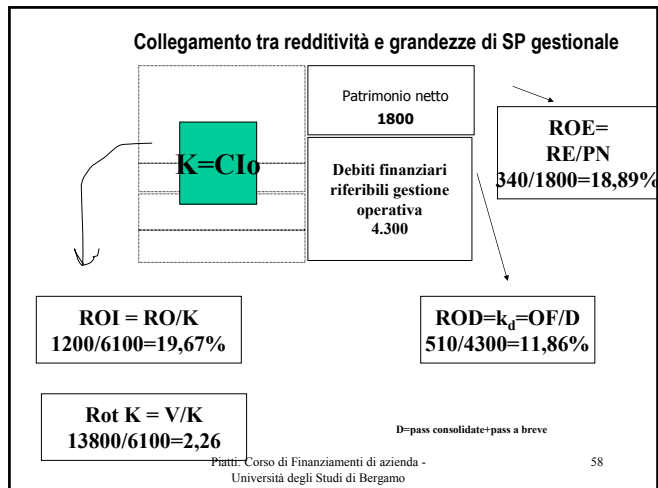 Collegamento tra redditività e grandezze di SP gestionale
Patrimonio netto
1800
K=CIo
Debiti finanziari
riferibili gestione
operativa
4.300
ROE=
RE/PN
340/1800=18,89%
ROI = RO/K
1200/6100=19,67%
ROD=kd=OF/D
510/4300=11,86%
Rot K = V/K
13800/6100=2,26
D=pass consolidate+pass a breve
Piatti. Corso di Finanziamenti di azienda -
Università degli Studi di Bergamo
58